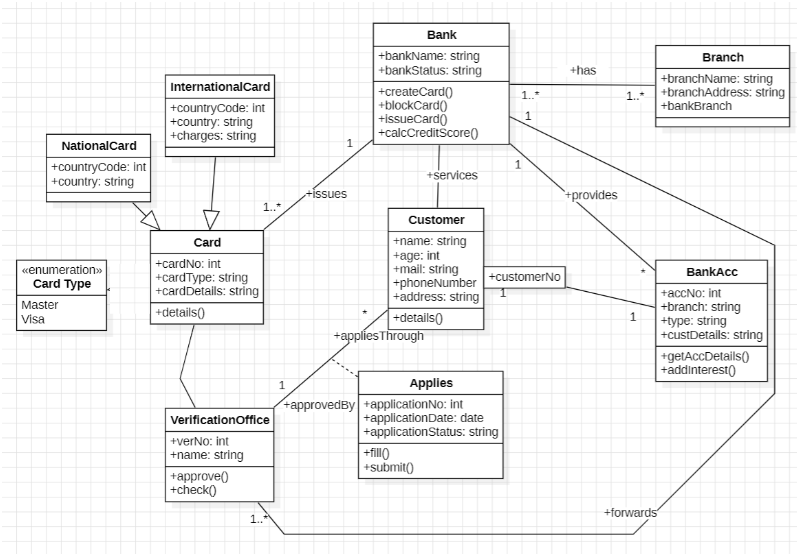 Bank
+bankName: string
+bankStatus: string
+createCard()
+blockCard()
+issueCard()
+calcCreditScore()
+has
1..*
1..*
Branch
+branchName: string
+branchAddress: string
+bankBranch
InternationalCard
+countryCode: int
+country: string
+charges: string
NationalCard
+countryCode: int
+country: string
1
+issues
1..*
+services
1
1
+provides
*
Card
+cardNo: int
+cardType: string
+cardDetails: string
+details()
«enumeration»
Card Type
Master
Visa
Customer
+name: string
+age: int
+mail: string
+phoneNumber
+address: string
+details()
+customerNo
1
1
BankAcc
+accNo: int
+branch: string
+type: string
+custDetails: string
+getAccDetails()
+addInterest()
*
+appliesThrough
1
+approvedBy
Applies
+applicationNo: int
+applicationDate: date
+applicationStatus: string
+fill()
+submit()
VerificationOffice
+verNo: int
+name: string
+approve()
+check()
1..*
+forwards